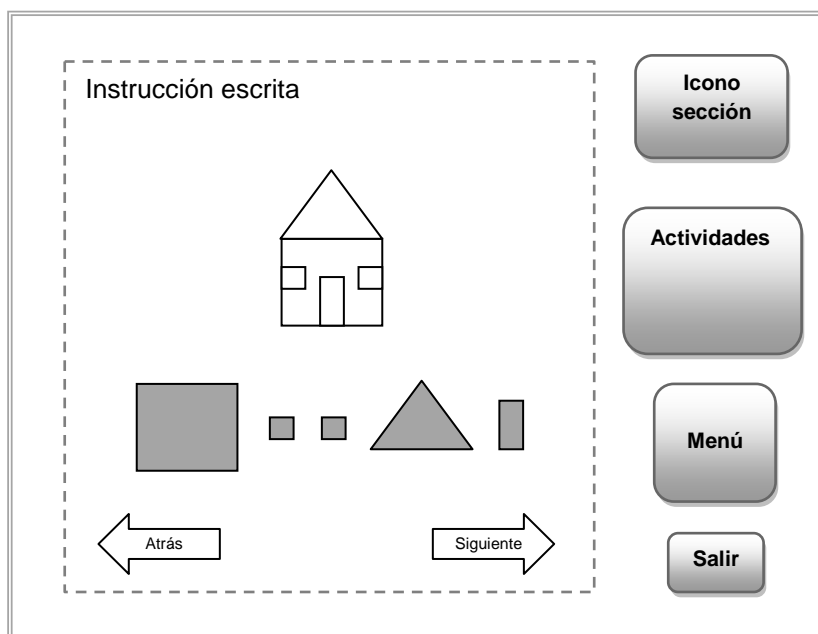 Instrucción escrita
Icono
sección
Actividades
Menú
Atrás
Siguiente
Salir